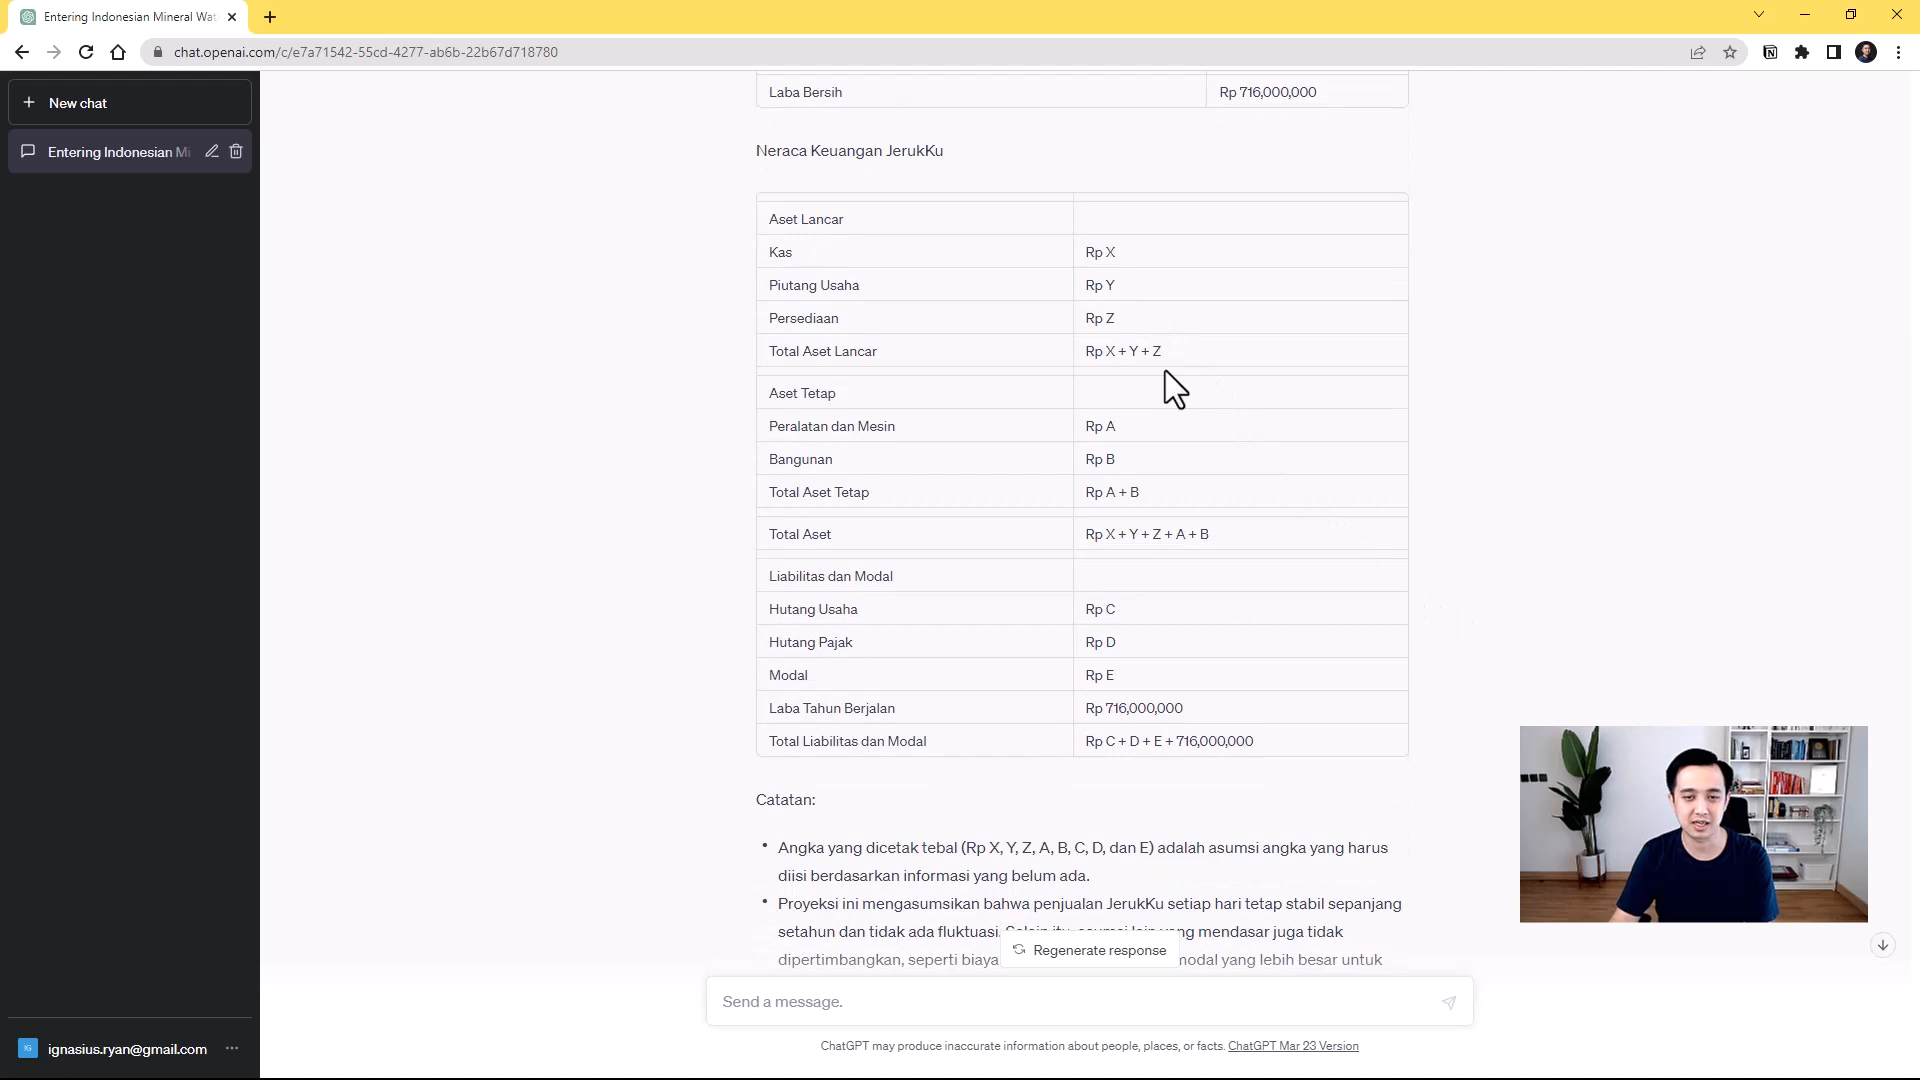 Entering Indonesian Mineral Wat
chat.openai.com/c/e7a71542-55cd-4277-ab6b-22b67d718780
New chat
Entering Indonesian Mi
Laba Bersih Rp 716,000,000
Neraca Keuangan JerukKu
Aset Lancar
Kas Rp X
Piutang Usaha Rp Y
Persediaan Rp Z
Total Aset Lancar Rp X + Y + Z
Aset Tetap
Peralatan dan Mesin Rp A
Bangunan Rp B
Total Aset Tetap Rp A + B
Total Aset Rp X + Y + Z + A + B
Liabilitas dan Modal
Hutang Usaha Rp C
Hutang Pajak Rp D
Modal Rp E
Laba Tahun Berjalan Rp 716,000,000
Total Liabilitas dan Modal Rp C + D + E + 716,000,000
Catatan:
• Angka yang dicetak tebal (Rp X, Y, Z, A, B, C, D, dan E) adalah asumsi angka yang harus
diisi berdasarkan informasi yang belum ada.
• Proyeksi ini mengasumsikan bahwa penjualan JerukKu setiap hari tetap stabil sepanjang
setahun dan tidak ada fluktuasi. Selain itu, asumsi lain yang mendasar juga tidak
dipertimbangkan, seperti biaya modal yang lebih besar untuk
Regenerate response
Send a message.
ChatGPT may produce inaccurate information about people, places, or facts. ChatGPT Mar 23 Version
IG ignasius.ryan@gmail.com